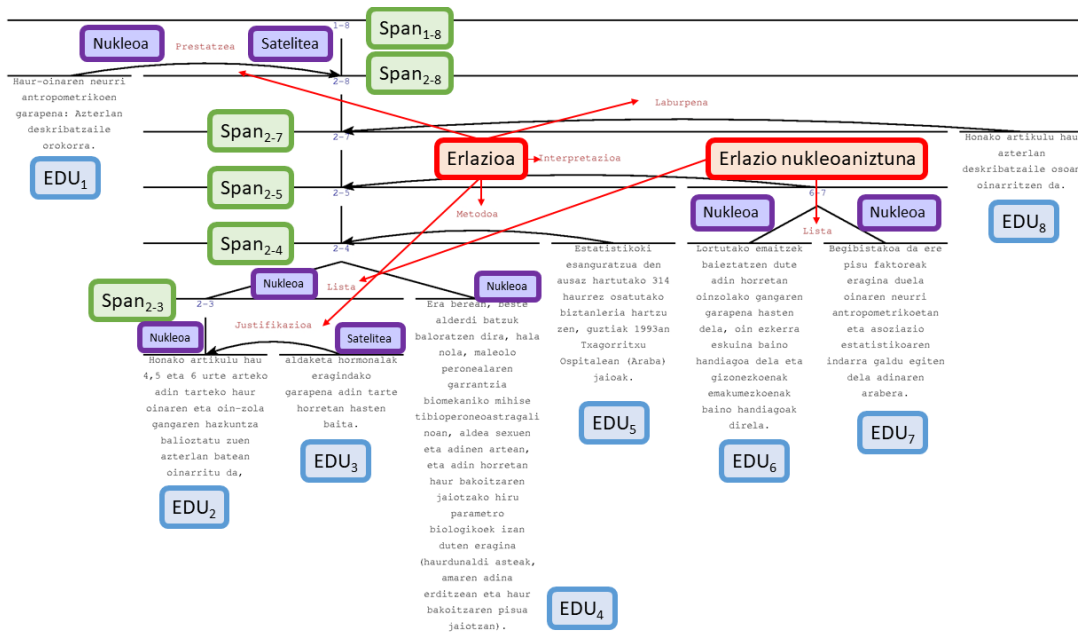 1-8
Span1-8
Nukleoa
Prestatzea
Satelitea
2-8
Span2-8
Haur-oinaren neurri
antropometrikoen
garapena: Azterlan
deskribatzaile
orokorra.
EDU1
Laburpena
Span2-7
2-7
Erlazioa
Interpretazioa
Erlazio nukleoaniztuna
Honako artikulu hau
azterlan
deskribatzaile osoan
oinarritzen da.
EDU8
Span2-5
2-5
Metodoa
6-7
Nukleoa
Nukleoa
Lista
Span2-4
2-4
Estatistikoki
esanguratzua den
ausaz hartutako 314
haurrez osatutako
biztanleria hartzu
zen, guztiak 1993an
Txagorritxu
Ospitalean (Araba)
jaioak.
EDU5
Lortutako emaitzek
baieztatzen dute
adin horretan
oinzolako gangaren
garapena hasten
dela, oin ezkerra
eskuina baino
handiagoa dela eta
gizonezkoenak
emakumezkoenak
baino handiagoak
direla.
EDU6
Begibistakoa da ere
pisu faktoreak
eragina duela
oinaren neurri
antropometrikoetan
eta asoziazio
estatistikoaren
indarra galdu egiten
dela adinaren
arabera.
EDU7
Nukleoa
Lista
Nukleoa
Span2-3
2-3
Nukleoa
Justifikazioa
Satelitea
Honako artikulu hau
4,5 eta 6 urte arteko
adin tarteko haur
oinaren eta oin-zola
gangaren hazkuntza
balioztatu zuen
azterlan batean
oinarritu da,
EDU2
aldaketa hormonalak
eragindako
garapena adin tarte
horretan hasten
baita.
EDU3
Era berean, beste
alderdi batzuk
baloratzen dira, hala
nola, maleolo
peronealaren
garrantzia
biomekaniko mihise
tibioperoneoastragali
noan, aldea sexuen
eta adinen artean,
eta adin horretan
haur bakoitzaren
jaiotzako hiru
parametro
biologikoek izan
duten eragina
(haurdunaldi asteak,
amaren adina
erditzean eta haur
bakoitzaren pisua
jaiotzan).
EDU4